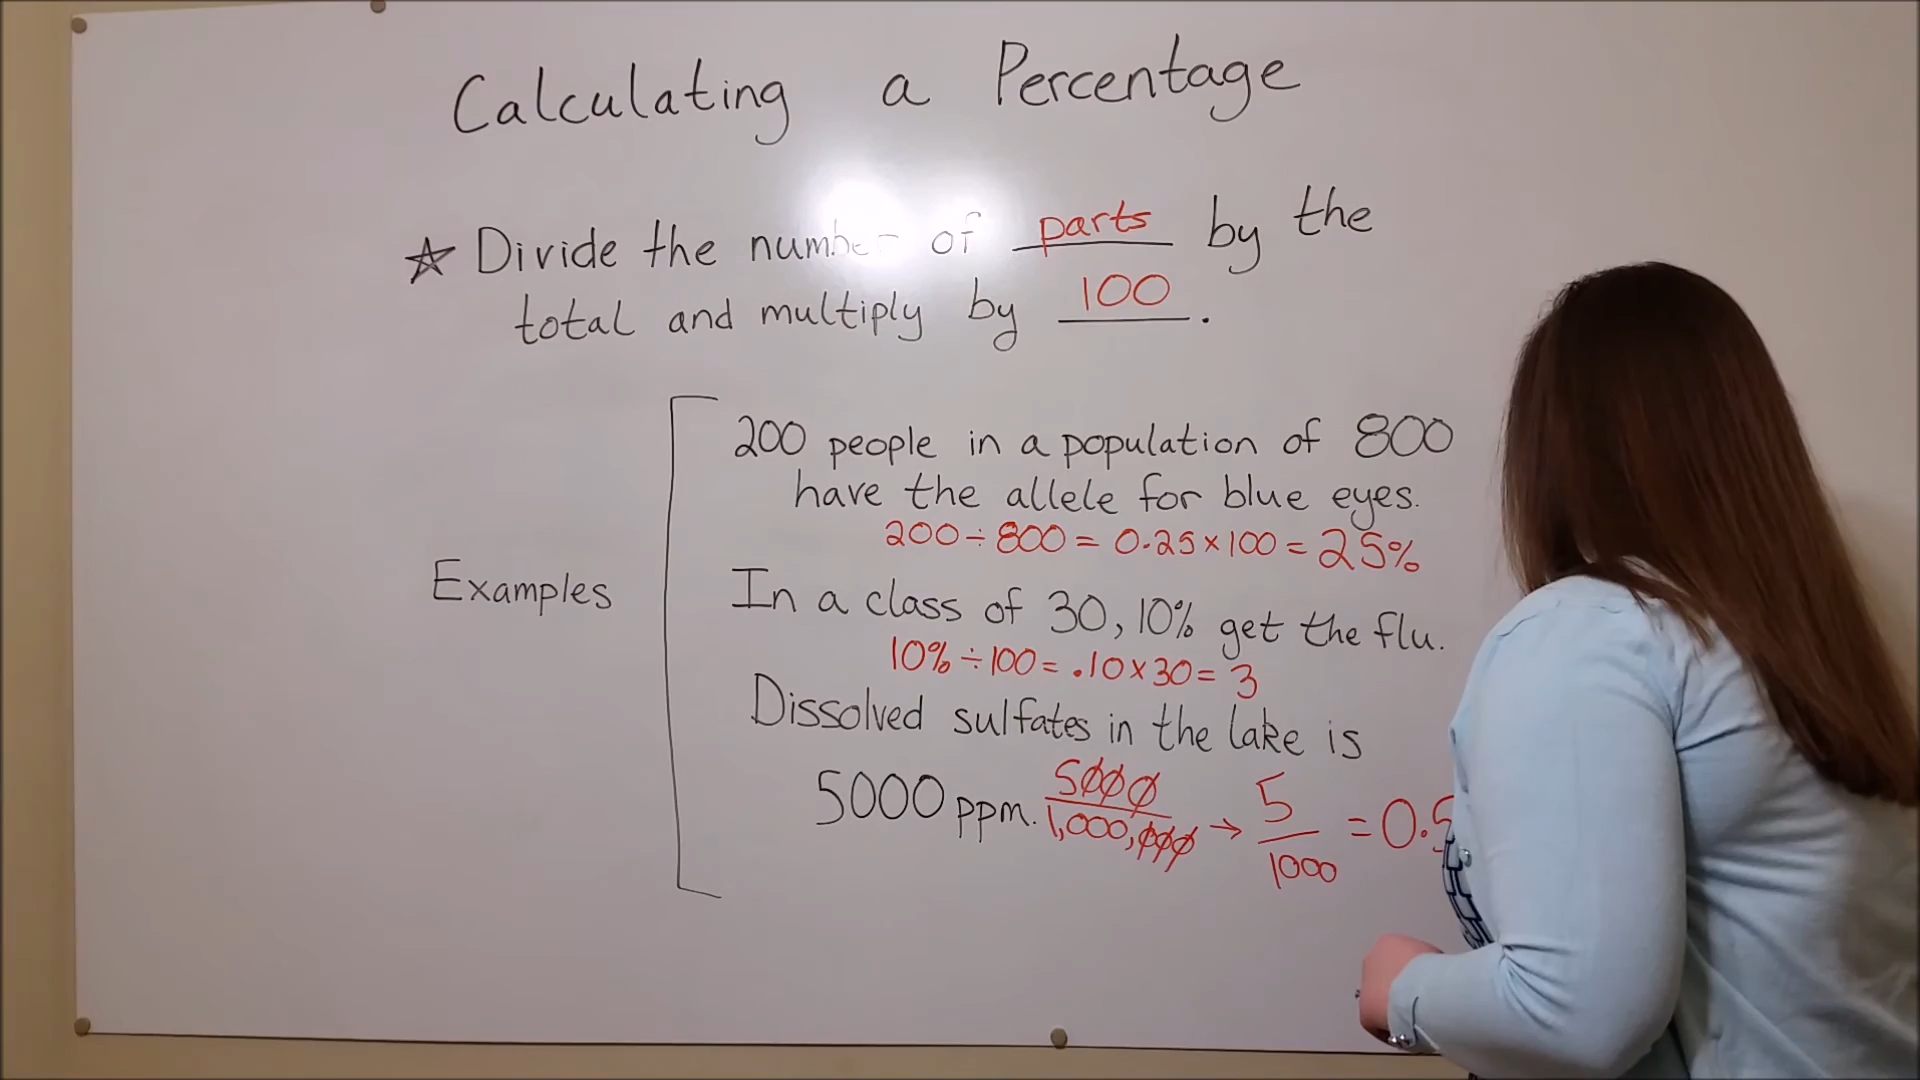 Calculating a Percentage
☆ Divide the number of parts by the
total and multiply by 100.
Examples
200 people in a population of 800
have the allele for blue eyes.
200 ÷ 800 = 0.25 × 100 = 25%
In a class of 30, 10% get the flu.
10% ÷ 100 = .10 × 30 = 3
Dissolved sulfates in the lake is
5000 ppm. 5000/1,000,000 → 5/1000 = 0.5